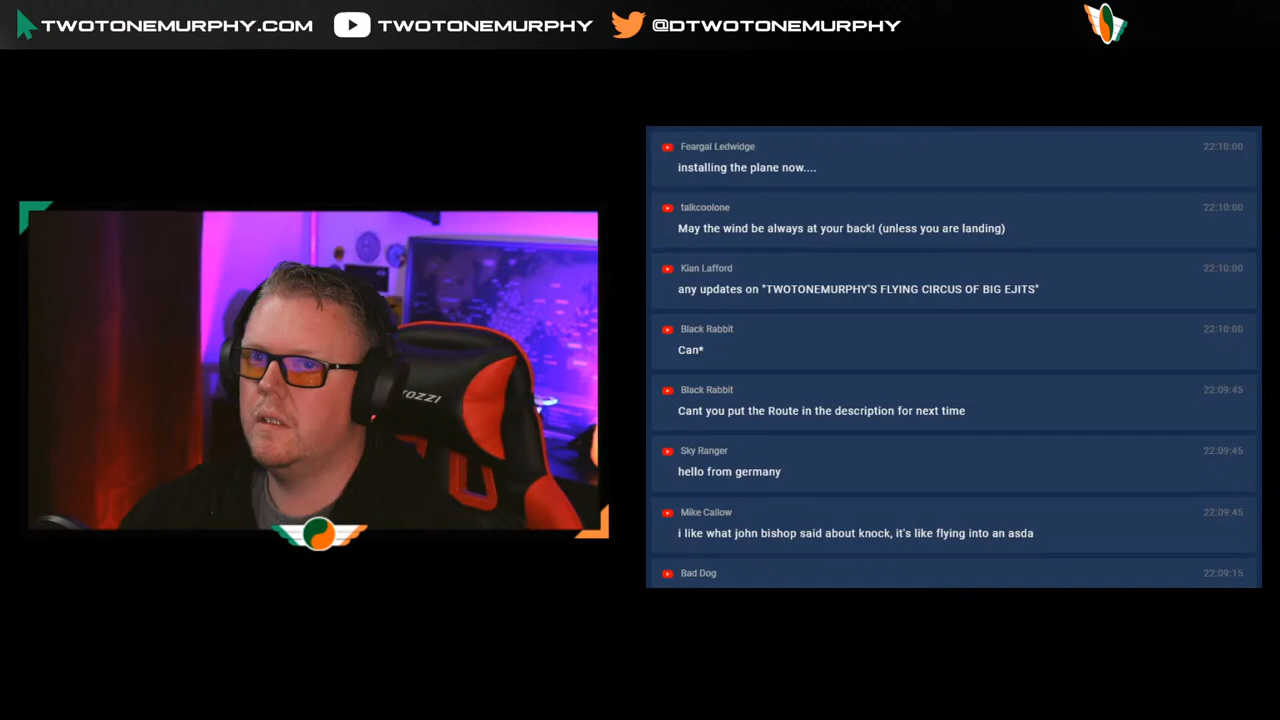 TWOTONEMURPHY.COM
TWOTONEMURPHY
@DTWOTONEMURPHY
Feargal Ledwidge
22:10:00
installing the plane now....
talkcoolone
22:10:00
May the wind be always at your back! (unless you are landing)
Kian Lafford
22:10:00
any updates on "TWOTONEMURPHY'S FLYING CIRCUS OF BIG EJITS"
Black Rabbit
22:10:00
Can*
Black Rabbit
22:09:45
Cant you put the Route in the description for next time
Sky Ranger
22:09:45
hello from germany
Mike Callow
22:09:45
i like what john bishop said about knock, it's like flying into an asda
Bad Dog
22:09:15